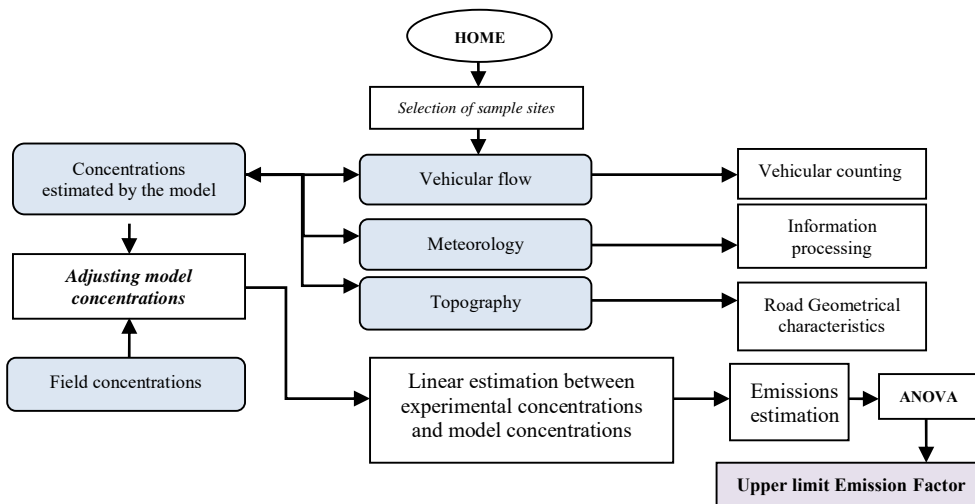 HOME
Selection of sample sites
Concentrations
estimated by the model
Vehicular flow
Vehicular counting
Meteorology
Information
processing
Adjusting model
concentrations
Topography
Road Geometrical
characteristics
Field concentrations
Linear estimation between
experimental concentrations
and model concentrations
Emissions
estimation
ANOVA
Upper limit Emission Factor